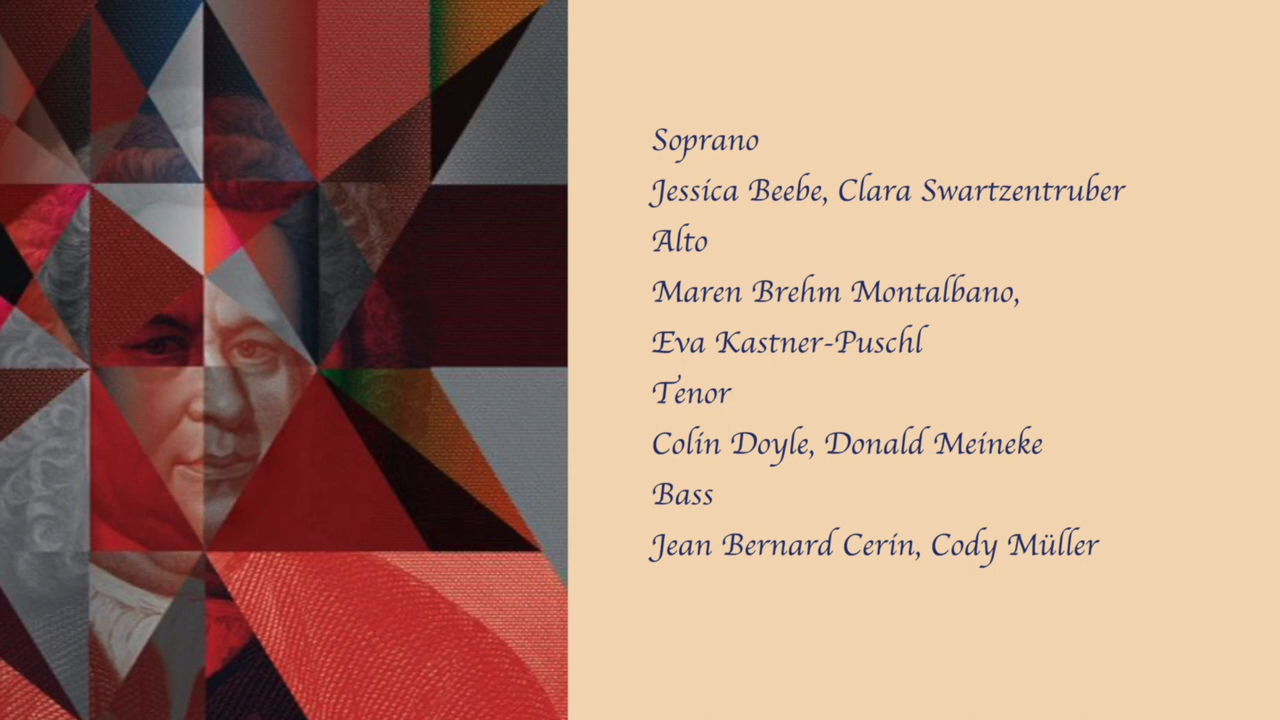 Soprano
Jessica Beebe, Clara Swartzentruber
Alto
Maren Brehm Montalbano,
Eva Kastner-Puschl
Tenor
Colin Doyle, Donald Meineke
Bass
Jean Bernard Cerin, Cody Müller